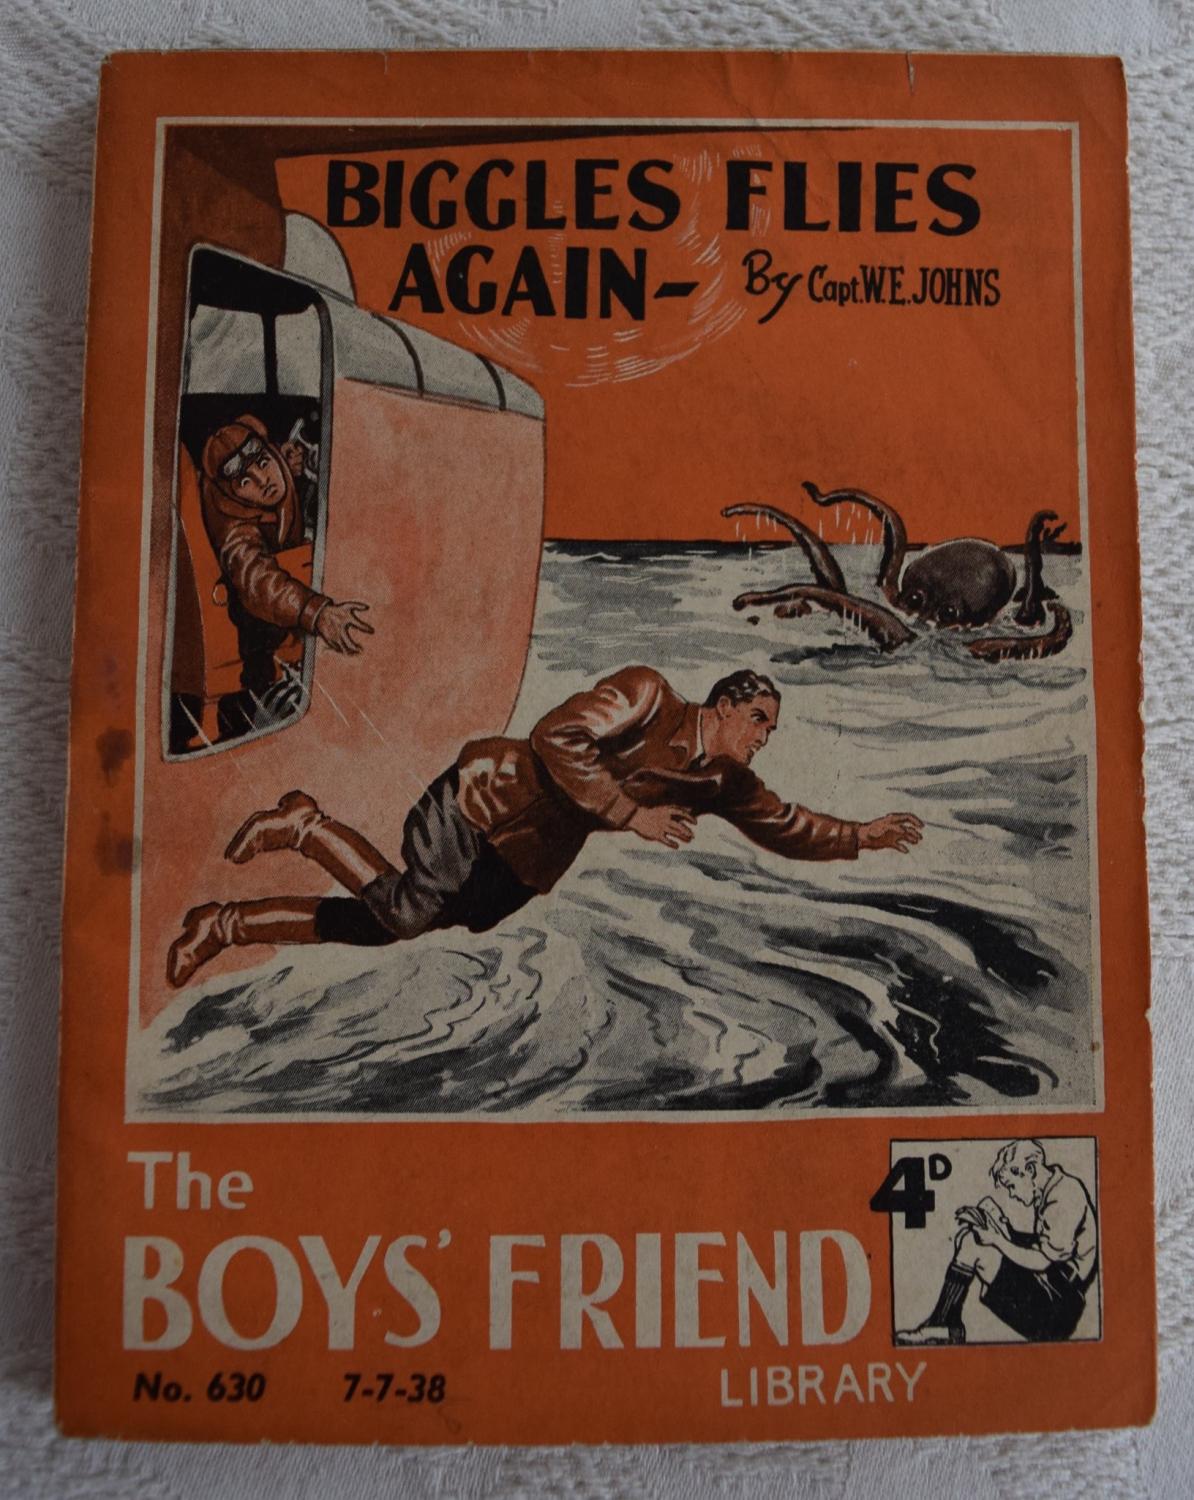 BIGGLES FLIES
AGAIN- By Capt. W.E. JOHNS
The
4D
BOYS' FRIEND
LIBRARY
No. 630 7-7-38